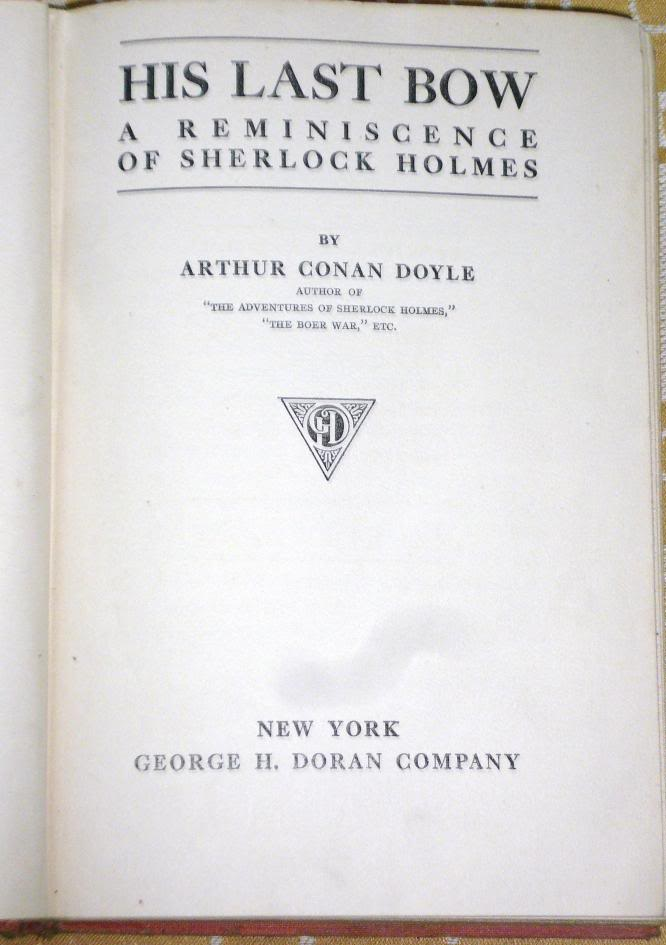 HIS LAST BOW
A REMINISCENCE
OF SHERLOCK HOLMES
BY
ARTHUR CONAN DOYLE
AUTHOR OF
"THE ADVENTURES OF SHERLOCK HOLMES,"
"THE BOER WAR," ETC.
GHD
NEW YORK
GEORGE H. DORAN COMPANY